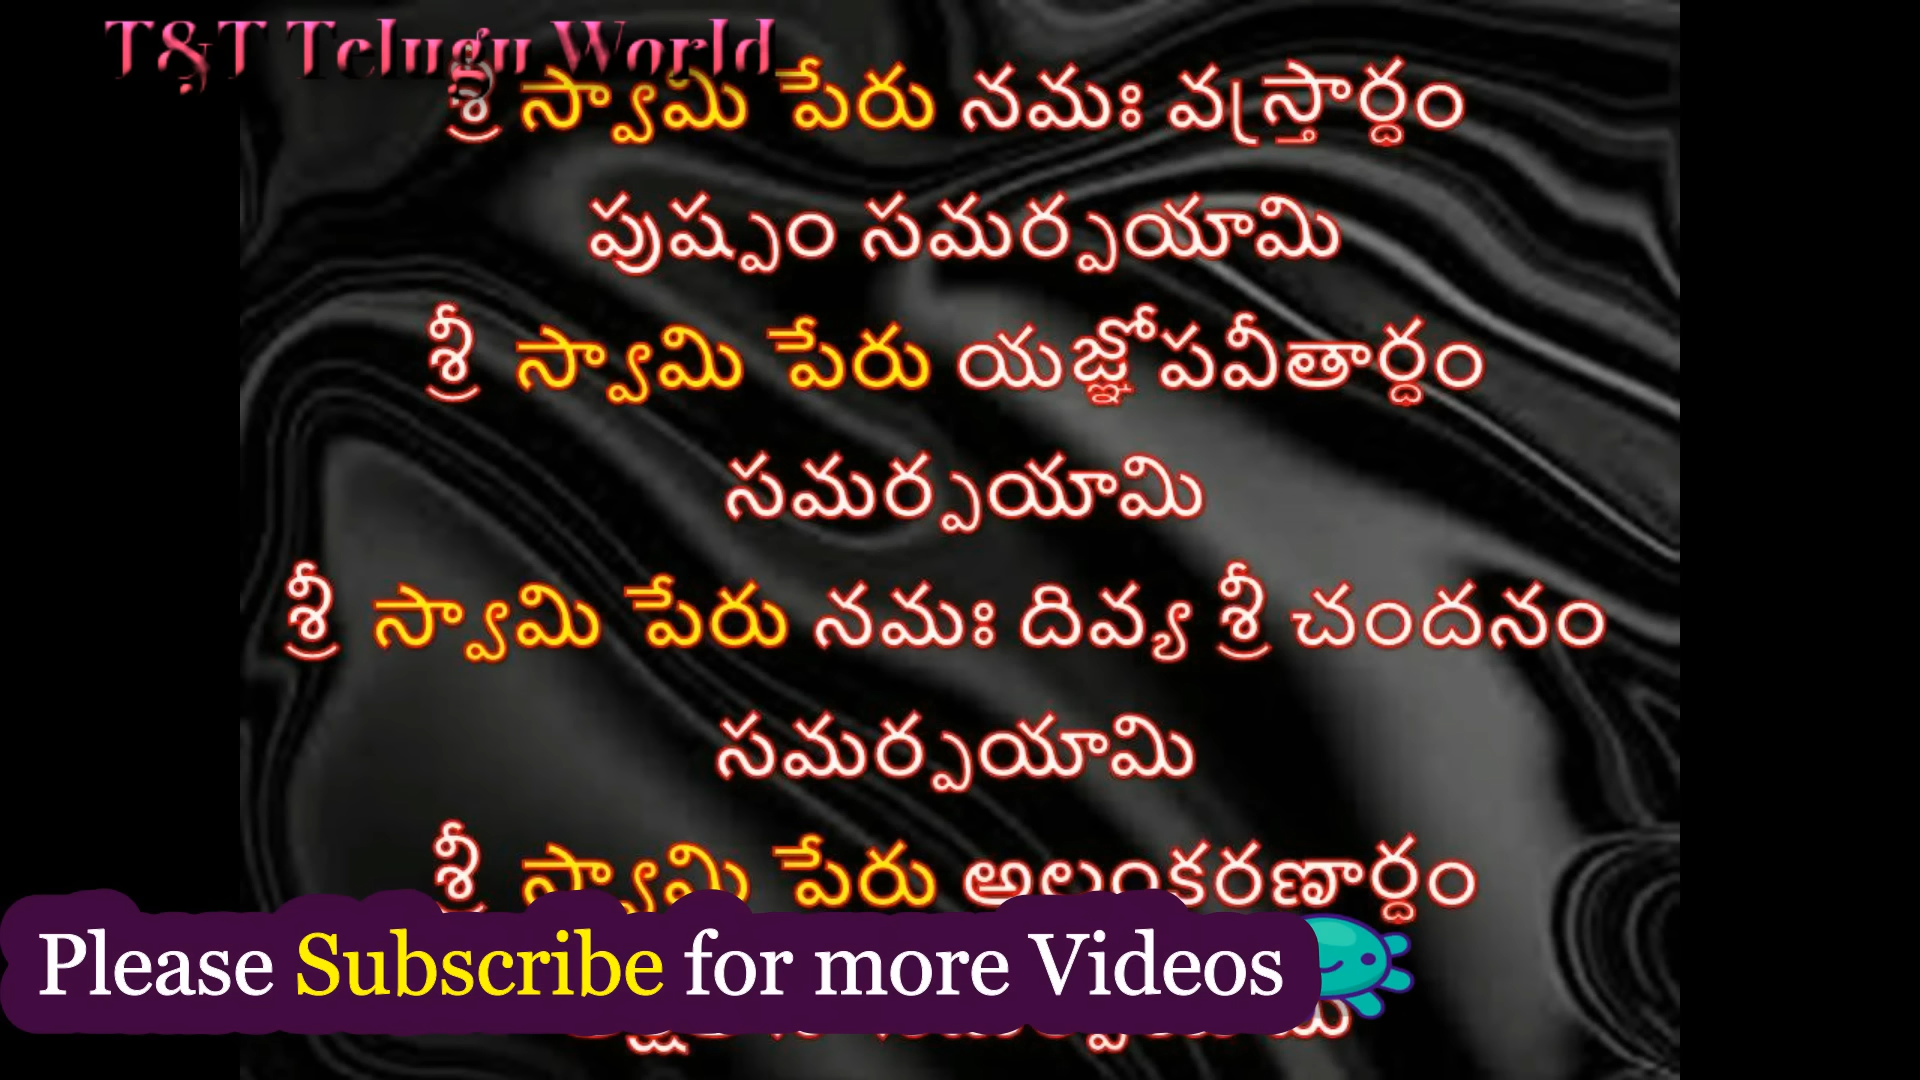 T&T Telugu World
శ్రీ స్వామి పేరు నమః వస్త్రార్దం
పుష్పం సమర్పయామి
శ్రీ స్వామి పేరు యజ్ఞోపవీతార్దం
సమర్పయామి
శ్రీ స్వామి పేరు నమః దివ్య శ్రీ చందనం
సమర్పయామి
శ్రీ స్వామి పేరు అలంకరణార్దం
Please Subscribe for more Videos